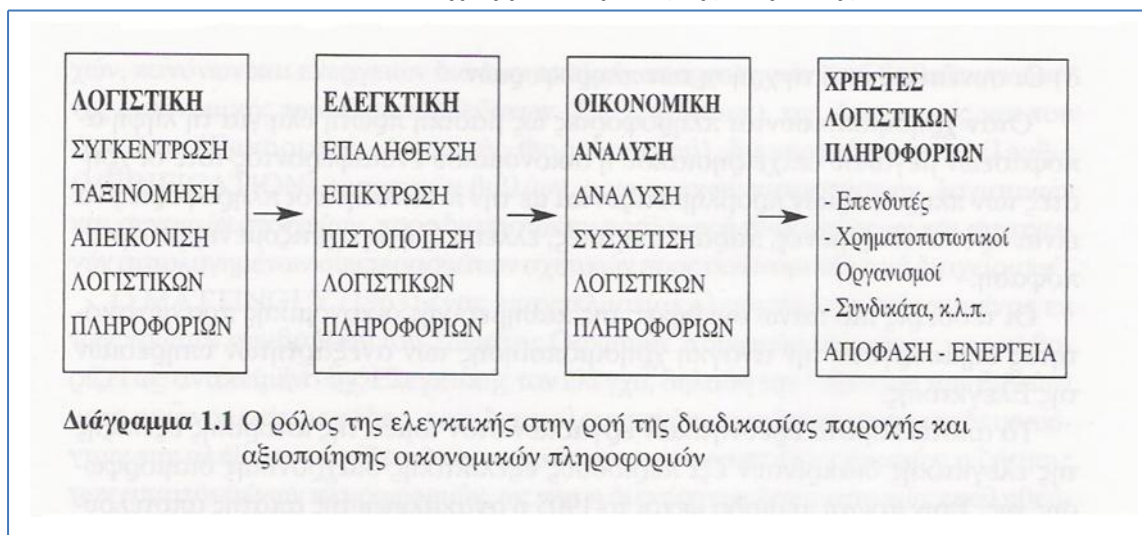 ΛΟΓΙΣΤΙΚΗ
ΣΥΓΚΕΝΤΡΩΣΗ
ΤΑΞΙΝΟΜΗΣΗ
ΑΠΕΙΚΟΝΙΣΗ
ΛΟΓΙΣΤΙΚΩΝ
ΠΛΗΡΟΦΟΡΙΩΝ
ΕΛΕΓΚΤΙΚΗ
ΕΠΑΛΗΘΕΥΣΗ
ΕΠΙΚΥΡΩΣΗ
ΠΙΣΤΟΠΟΙΗΣΗ
ΛΟΓΙΣΤΙΚΩΝ
ΠΛΗΡΟΦΟΡΙΩΝ
ΟΙΚΟΝΟΜΙΚΗ
ΑΝΑΛΥΣΗ
ΑΝΑΛΥΣΗ
ΣΥΣΧΕΤΙΣΗ
ΛΟΓΙΣΤΙΚΩΝ
ΠΛΗΡΟΦΟΡΙΩΝ
ΧΡΗΣΤΕΣ
ΛΟΓΙΣΤΙΚΩΝ
ΠΛΗΡΟΦΟΡΙΩΝ
- Επενδυτές
- Χρηματοπιστωτικοί
Οργανισμοί
- Συνδικάτα, κ.λ.π.
ΑΠΟΦΑΣΗ - ΕΝΕΡΓΕΙΑ
Διάγραμμα 1.1 Ο ρόλος της ελεγκτικής στην ροή της διαδικασίας παροχής και
αξιοποίησης οικονομικών πληροφοριών